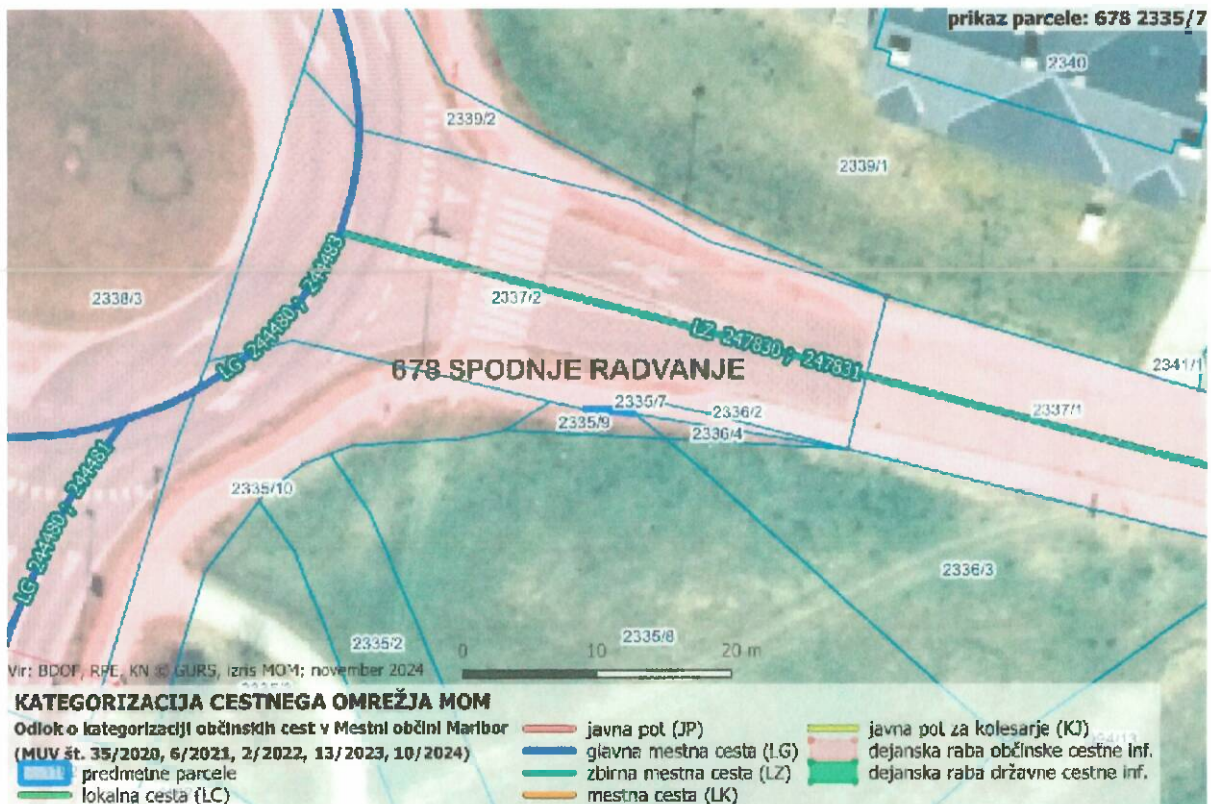 prikaz parcele: 678 2335/7
2340
2339/2
2339/1
2338/3
LG 244480 ; 244483
2337/2
LZ 247830 ; 247831
678 SPODNJE RADVANJE
2341/1
2335/7
2336/2
2337/1
2335/9
2336/4
LG 244480 ; 244481
2335/10
2336/3
2335/2
2335/8
0 10 20 m
Vir: BDOF, RPE, KN © GURS, izris MOM; november 2024
KATEGORIZACIJA CESTNEGA OMREŽJA MOM
Odlok o kategorizaciji občinskih cest v Mestni občini Maribor
(MUV št. 35/2020, 6/2021, 2/2022, 13/2023, 10/2024)
predmetne parcele
lokalna cesta (LC)
javna pot (JP)
glavna mestna cesta (LG)
zbirna mestna cesta (LZ)
mestna cesta (LK)
javna pot za kolesarje (KJ)
dejanska raba občinske cestne inf.
dejanska raba državne cestne inf.